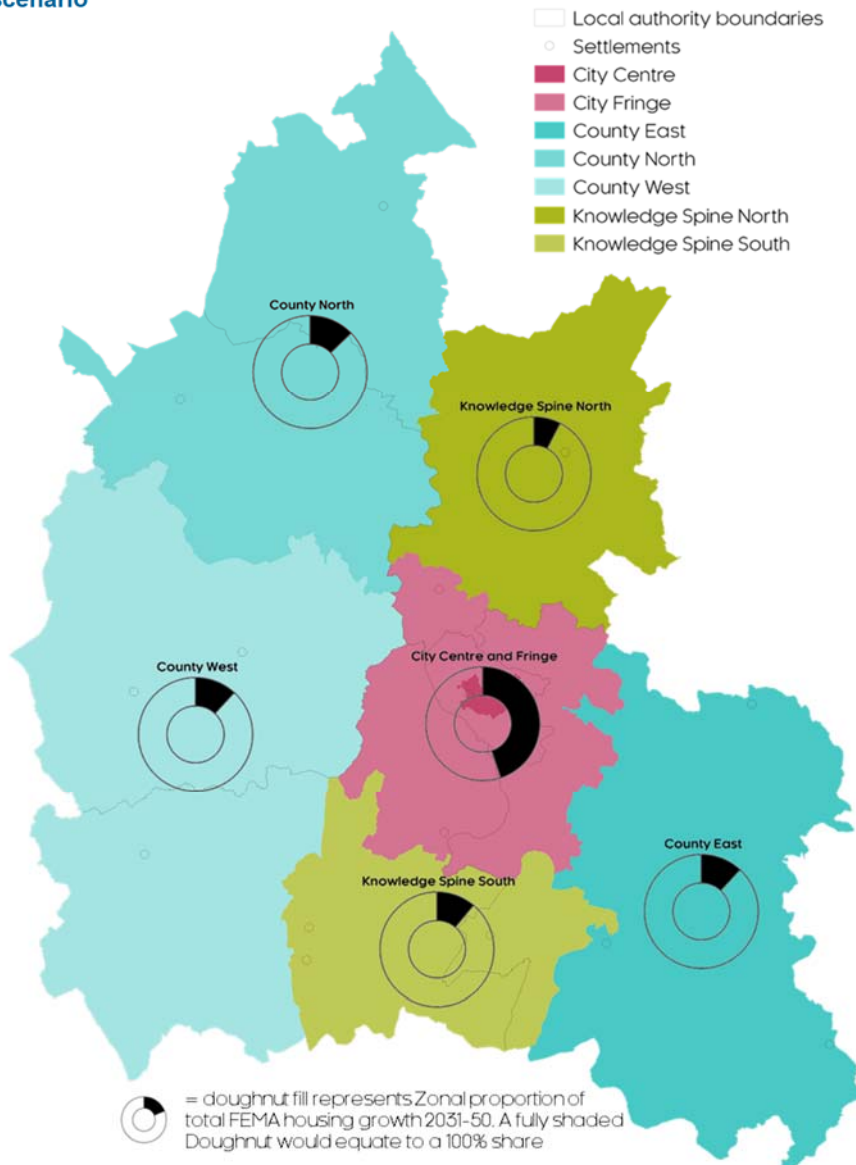 scenario
Local authority boundaries
Settlements
City Centre
City Fringe
County East
County North
County West
Knowledge Spine North
Knowledge Spine South
County North
Knowledge Spine North
City Centre and Fringe
County West
County East
Knowledge Spine South
= doughnut fill represents Zonal proportion of
total FEMA housing growth 2031-50. A fully shaded
Doughnut would equate to a 100% share